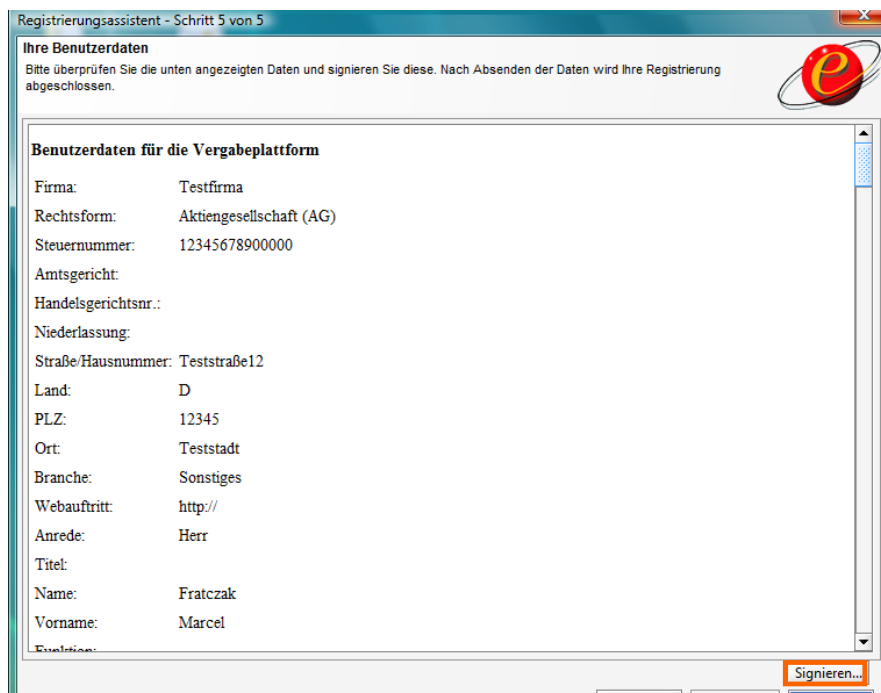 Registrierungsassistent - Schritt 5 von 5
Ihre Benutzerdaten
Bitte überprüfen Sie die unten angezeigten Daten und signieren Sie diese. Nach Absenden der Daten wird Ihre Registrierung
abgeschlossen.
e
Benutzerdaten für die Vergabeplattform
Firma: Testfirma
Rechtsform: Aktiengesellschaft (AG)
Steuernummer: 12345678900000
Amtsgericht:
Handelsgerichtsnr.:
Niederlassung:
Straße/Hausnummer: Teststraße12
Land: D
PLZ: 12345
Ort: Teststadt
Branche: Sonstiges
Webauftritt: http://
Anrede: Herr
Titel:
Name: Fratczak
Vorname: Marcel
Funktion:
Signieren...